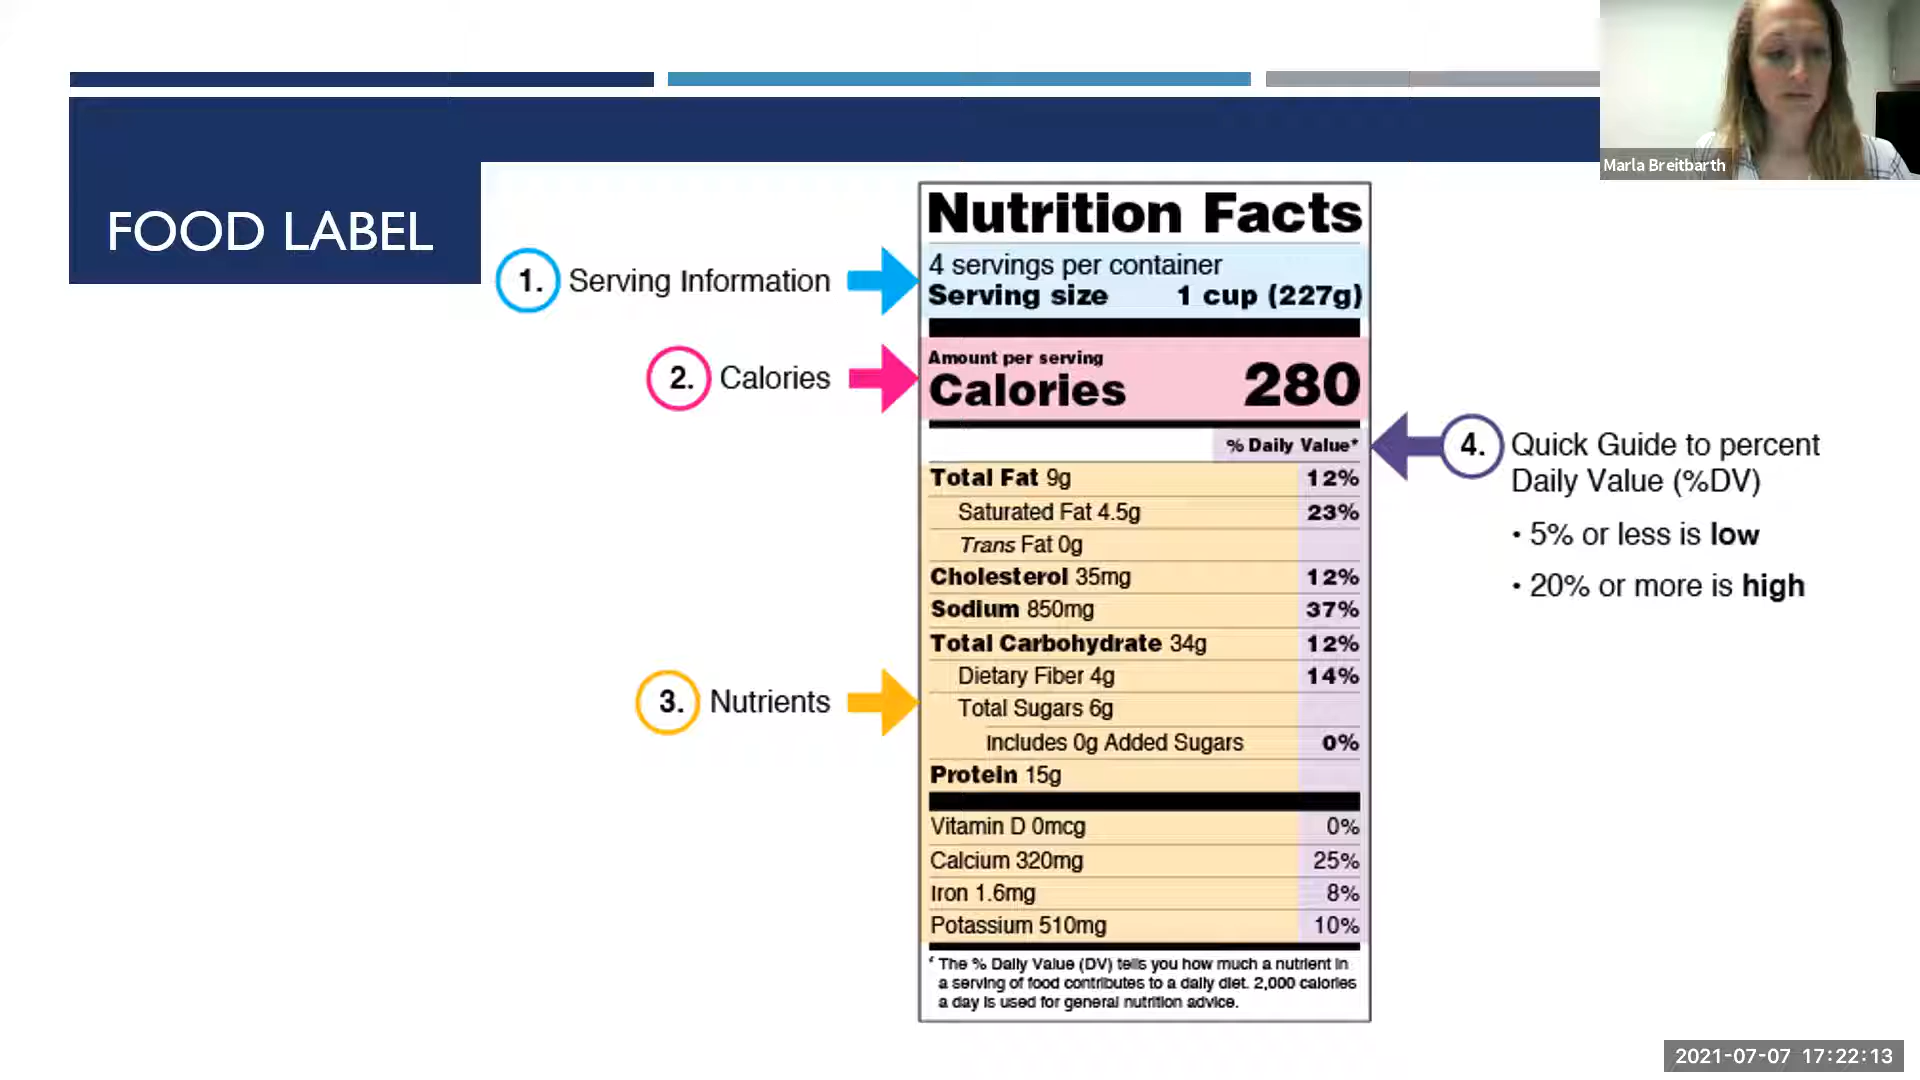 Marla Breitbarth
FOOD LABEL
1. Serving Information
2. Calories
3. Nutrients
Nutrition Facts
4 servings per container
Serving size 1 cup (227g)
Amount per serving
Calories 280
% Daily Value*
Total Fat 9g 12%
Saturated Fat 4.5g 23%
Trans Fat 0g
Cholesterol 35mg 12%
Sodium 850mg 37%
Total Carbohydrate 34g 12%
Dietary Fiber 4g 14%
Total Sugars 6g
Includes 0g Added Sugars 0%
Protein 15g
Vitamin D 0mcg 0%
Calcium 320mg 25%
Iron 1.6mg 8%
Potassium 510mg 10%
* The % Daily Value (DV) tells you how much a nutrient in
a serving of food contributes to a daily diet. 2,000 calories
a day is used for general nutrition advice.
4. Quick Guide to percent
Daily Value (%DV)
• 5% or less is low
• 20% or more is high
2021-07-07 17:22:13